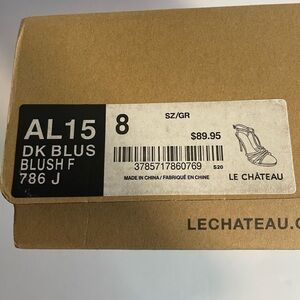 AL15
DK BLUS
BLUSH F
786 J
8
SZ/GR
$89.95
3785717860769
S20
MADE IN CHINA / FABRIQUÉ EN CHINE
LE CHÂTEAU
LECHATEAU.C